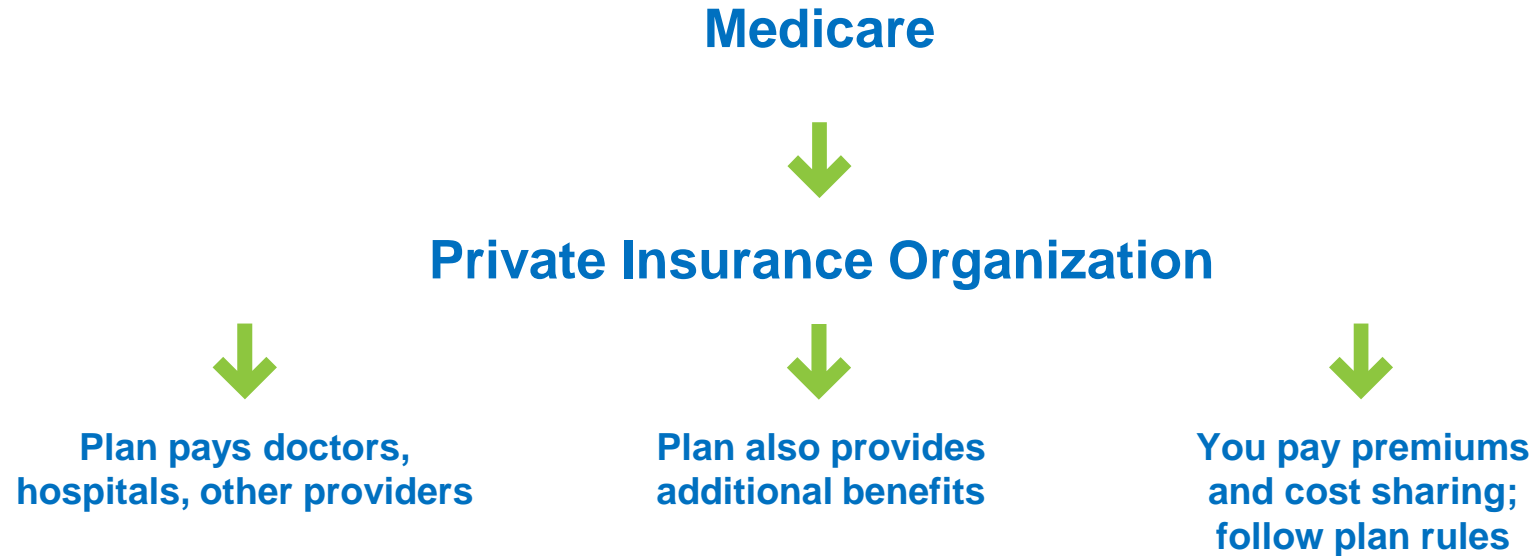 Medicare
Private Insurance Organization
Plan pays doctors,
hospitals, other providers
Plan also provides
additional benefits
You pay premiums
and cost sharing;
follow plan rules